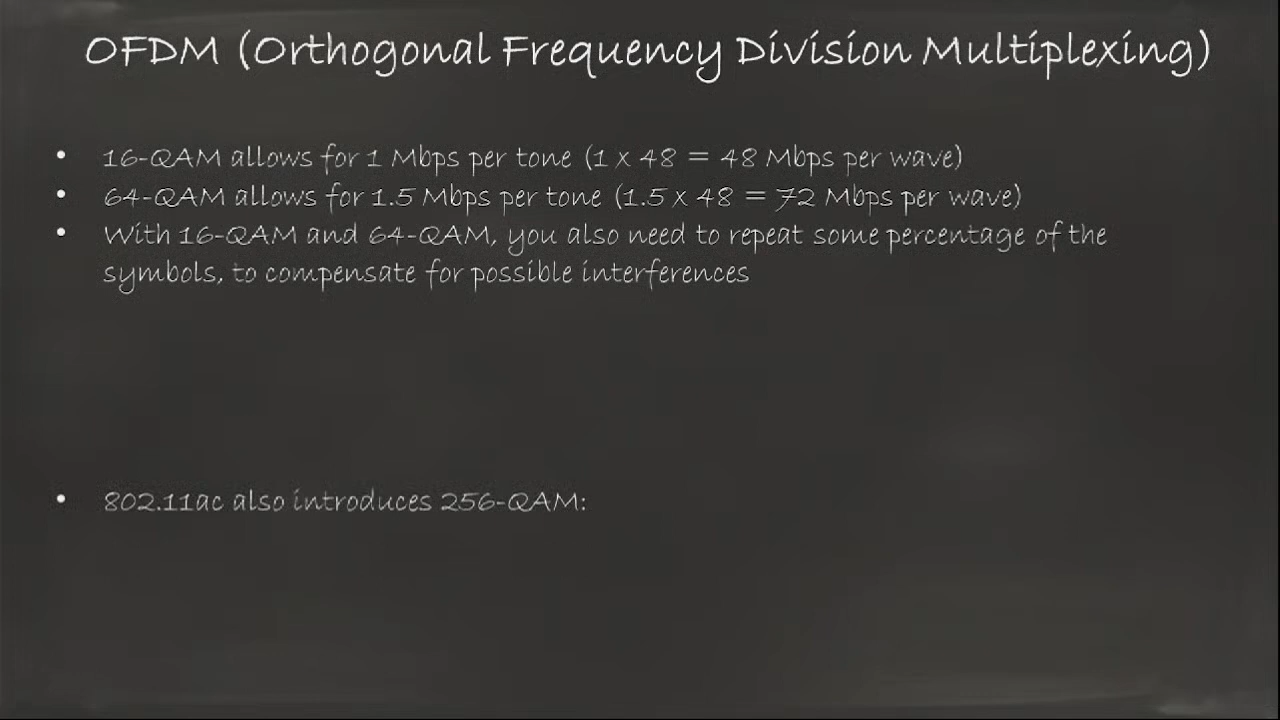 OFDM (Orthogonal Frequency Division Multiplexing)
• 16-QAM allows for 1 Mbps per tone (1 x 48 = 48 Mbps per wave)
• 64-QAM allows for 1.5 Mbps per tone (1.5 x 48 = 72 Mbps per wave)
• With 16-QAM and 64-QAM, you also need to repeat some percentage of the
symbols, to compensate for possible interferences
• 802.11ac also introduces 256-QAM: